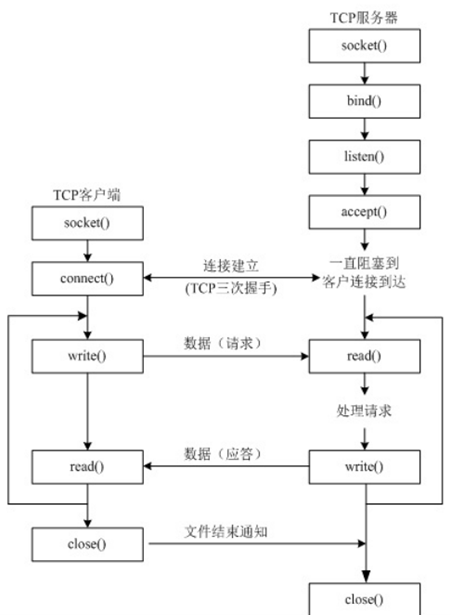 TCP服务器
socket()
bind()
listen()
accept()
TCP客户端
socket()
connect()
连接建立
(TCP三次握手)
一直阻塞到
客户连接到达
write()
数据（请求）
read()
处理请求
read()
数据（应答）
write()
close()
文件结束通知
close()